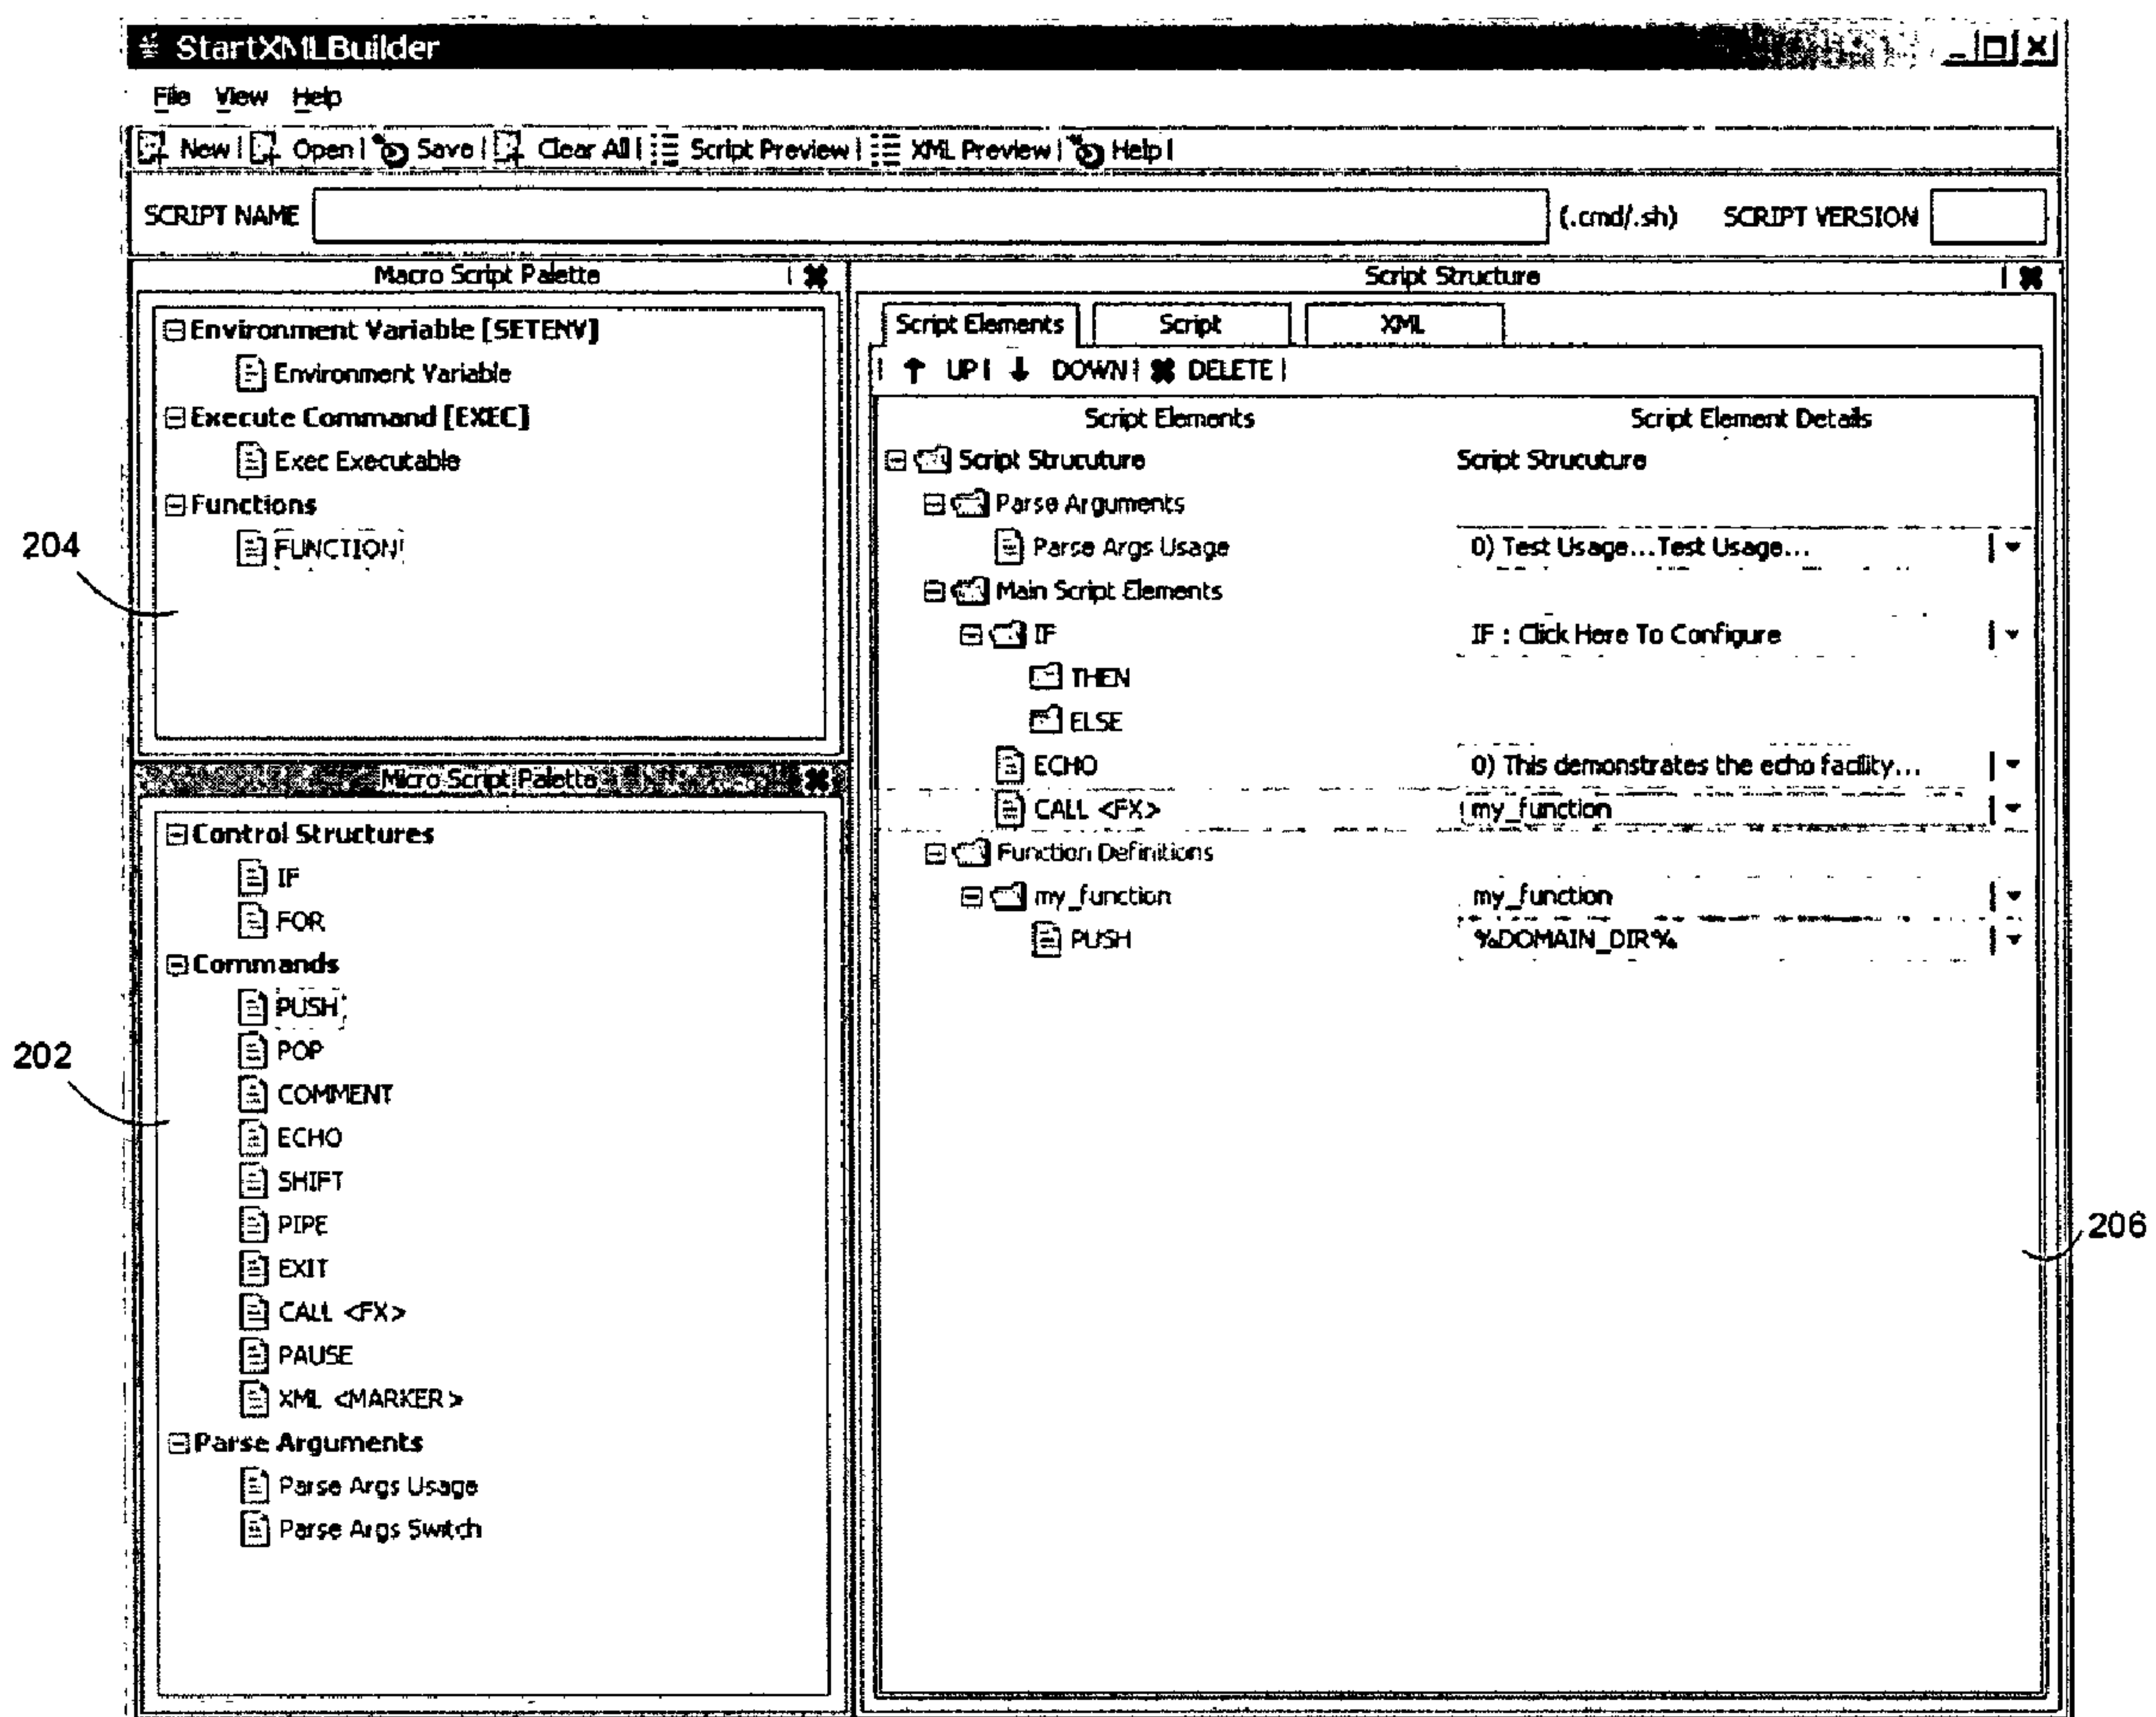 StartXMLBuilder
File View Help
New | Open | Save | Clear All | Script Preview | XML Preview | Help |
SCRIPT NAME (.cmd/.sh) SCRIPT VERSION
Macro Script Palette
Environment Variable [SETENV]
Environment Variable
Execute Command [EXEC]
Exec Executable
Functions
FUNCTION
204
Micro Script Palette
Control Structures
IF
FOR
Commands
PUSH
POP
COMMENT
ECHO
SHIFT
PIPE
EXIT
CALL <FX>
PAUSE
XML <MARKER>
Parse Arguments
Parse Args Usage
Parse Args Switch
202
Script Structure
Script Elements Script XML
UP | DOWN | DELETE |
Script Elements Script Element Details
Script Strucuture Script Strucuture
Parse Arguments
Parse Args Usage 0) Test Usage...Test Usage...
Main Script Elements
IF IF : Click Here To Configure
THEN
ELSE
ECHO 0) This demonstrates the echo facility...
CALL <FX> my_function
Function Definitions
my_function my_function
PUSH %DOMAIN_DIR%
206